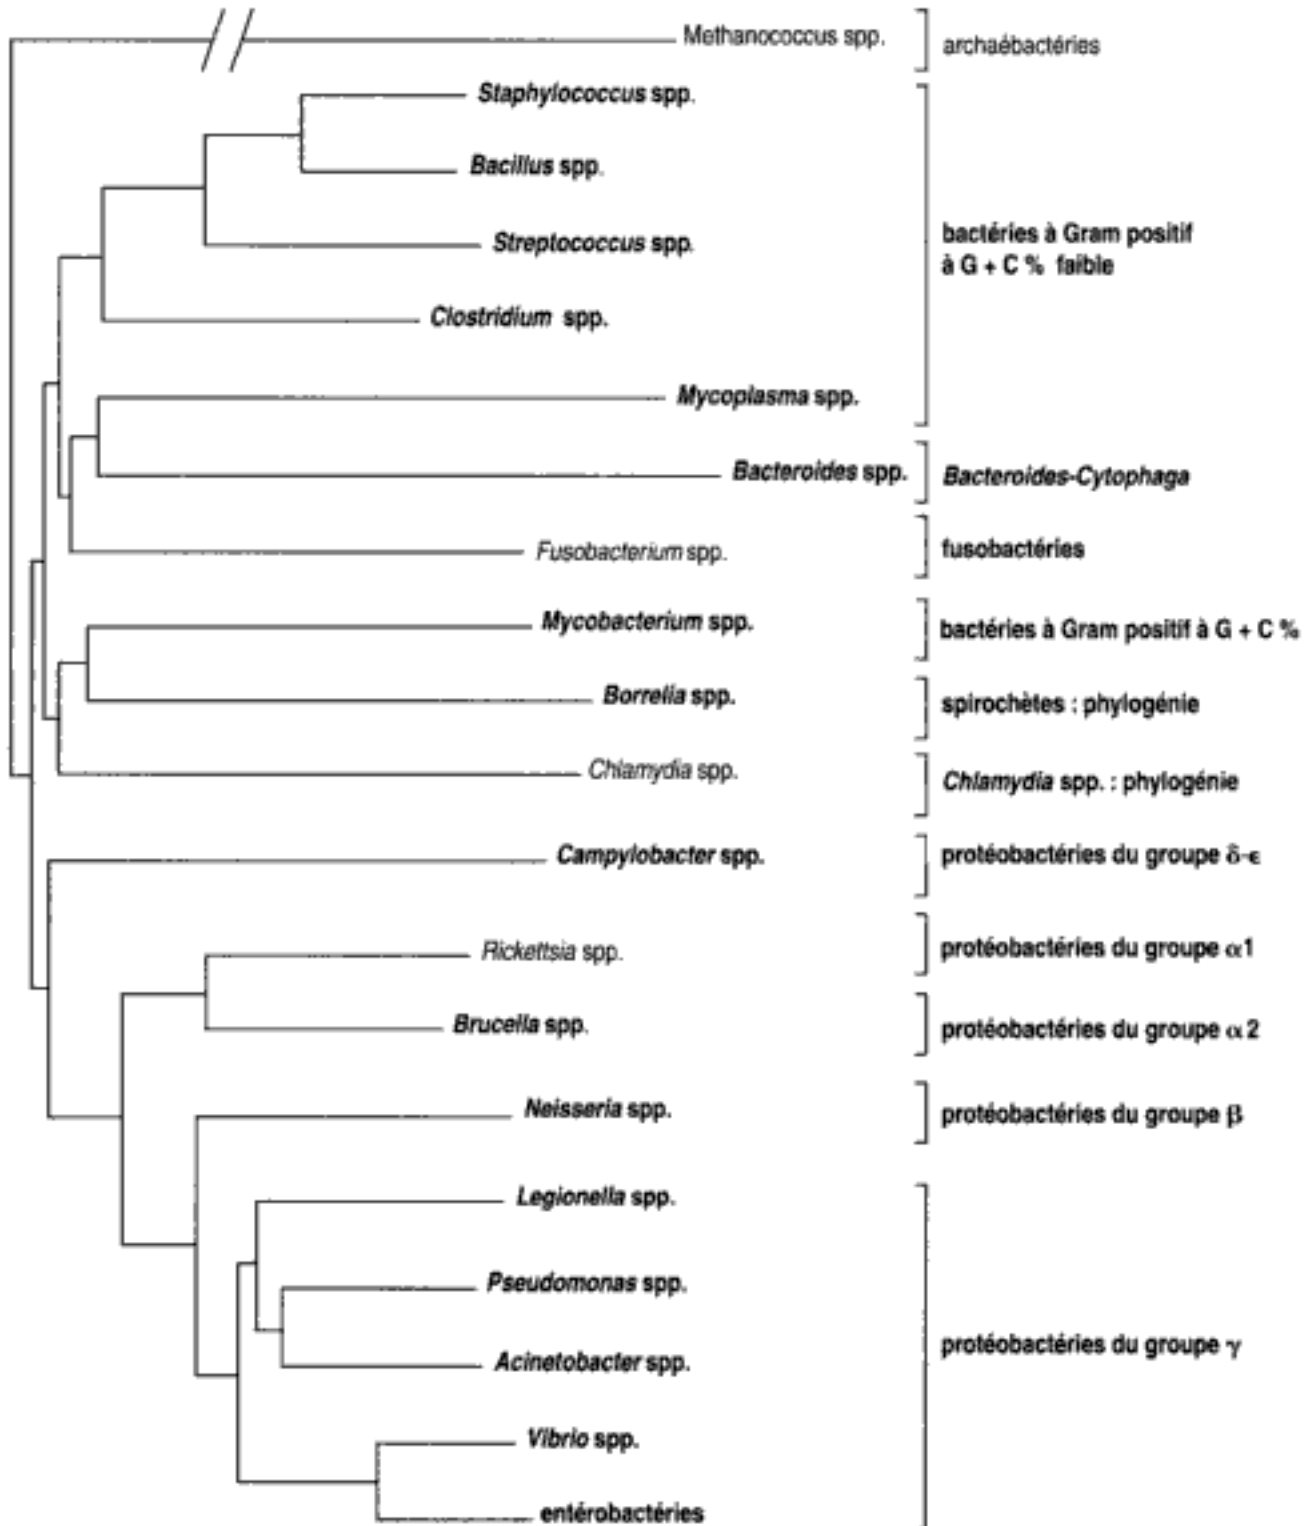 Methanococcus spp.
archaébactéries
Staphylococcus spp.
Bacillus spp.
Streptococcus spp.
bactéries à Gram positif
à G + C % faible
Clostridium spp.
Mycoplasma spp.
Bacteroides spp.
Bacteroides-Cytophaga
Fusobacterium spp.
fusobactéries
Mycobacterium spp.
bactéries à Gram positif à G + C %
Borrelia spp.
spirochètes : phylogénie
Chlamydia spp.
Chlamydia spp. : phylogénie
Campylobacter spp.
protéobactéries du groupe δ-ε
Rickettsia spp.
protéobactéries du groupe α1
Brucella spp.
protéobactéries du groupe α2
Neisseria spp.
protéobactéries du groupe β
Legionella spp.
Pseudomonas spp.
protéobactéries du groupe γ
Acinetobacter spp.
Vibrio spp.
entérobactéries